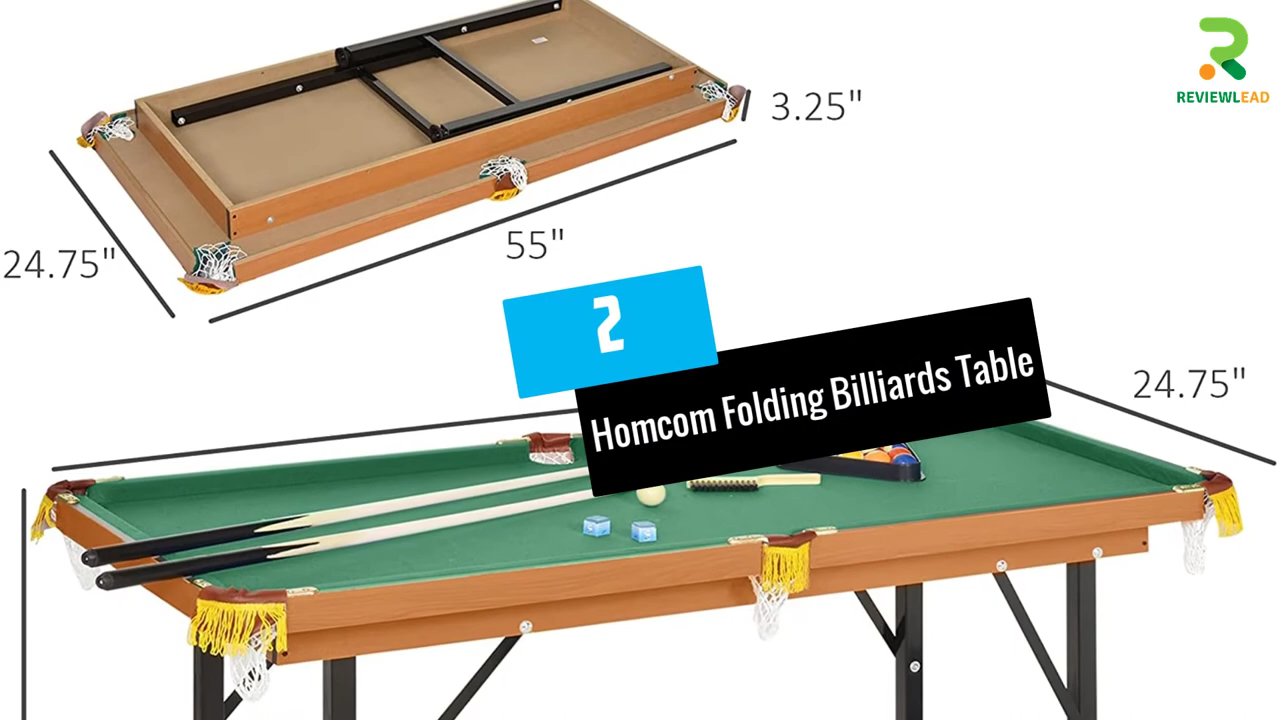 REVIEWLEAD
3.25"
55"
24.75"
2
Homcom Folding Billiards Table
24.75"